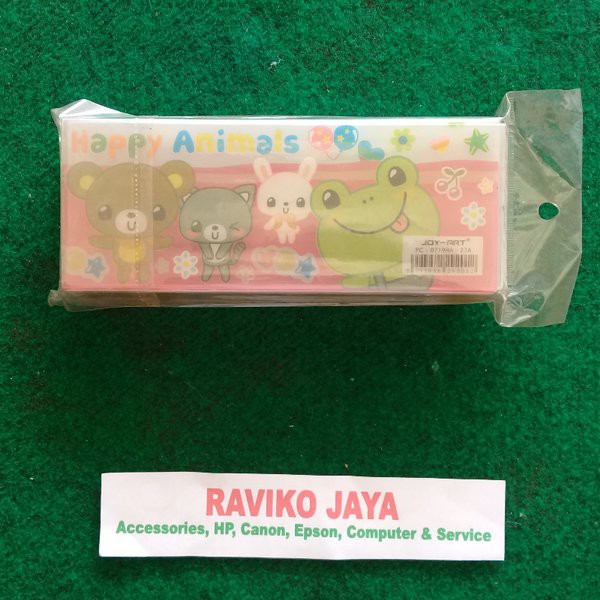 Happy Animals
JOY-ART
RAVIKO JAYA
Accessories, HP, Canon, Epson, Computer & Service